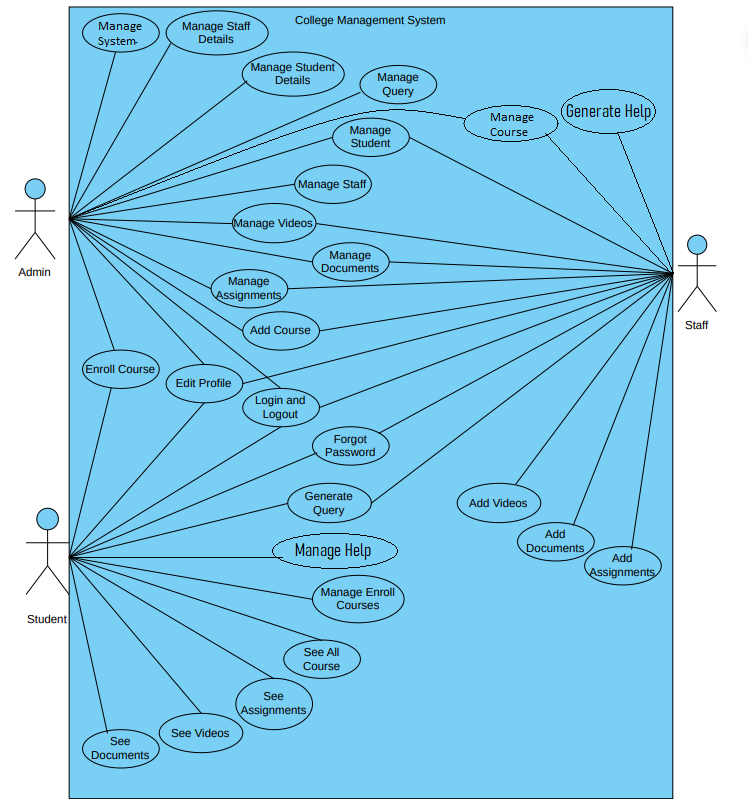 College Management System
Manage
System-
Manage Staff
Details
Manage Student
Details
Manage
Query
Manage
Course
Generate Help
Manage
Student
Manage Staff
Manage Videos
Manage
Documents
Manage
Assignments
Add Course
Admin
Staff
Enroll Course
Edit Profile
Login and
Logout
Forgot
Password
Generate
Query
Add Videos
Add
Documents
Add
Assignments
Manage Help
Manage Enroll
Courses
Student
See All
Course
See
Assignments
See Videos
See
Documents